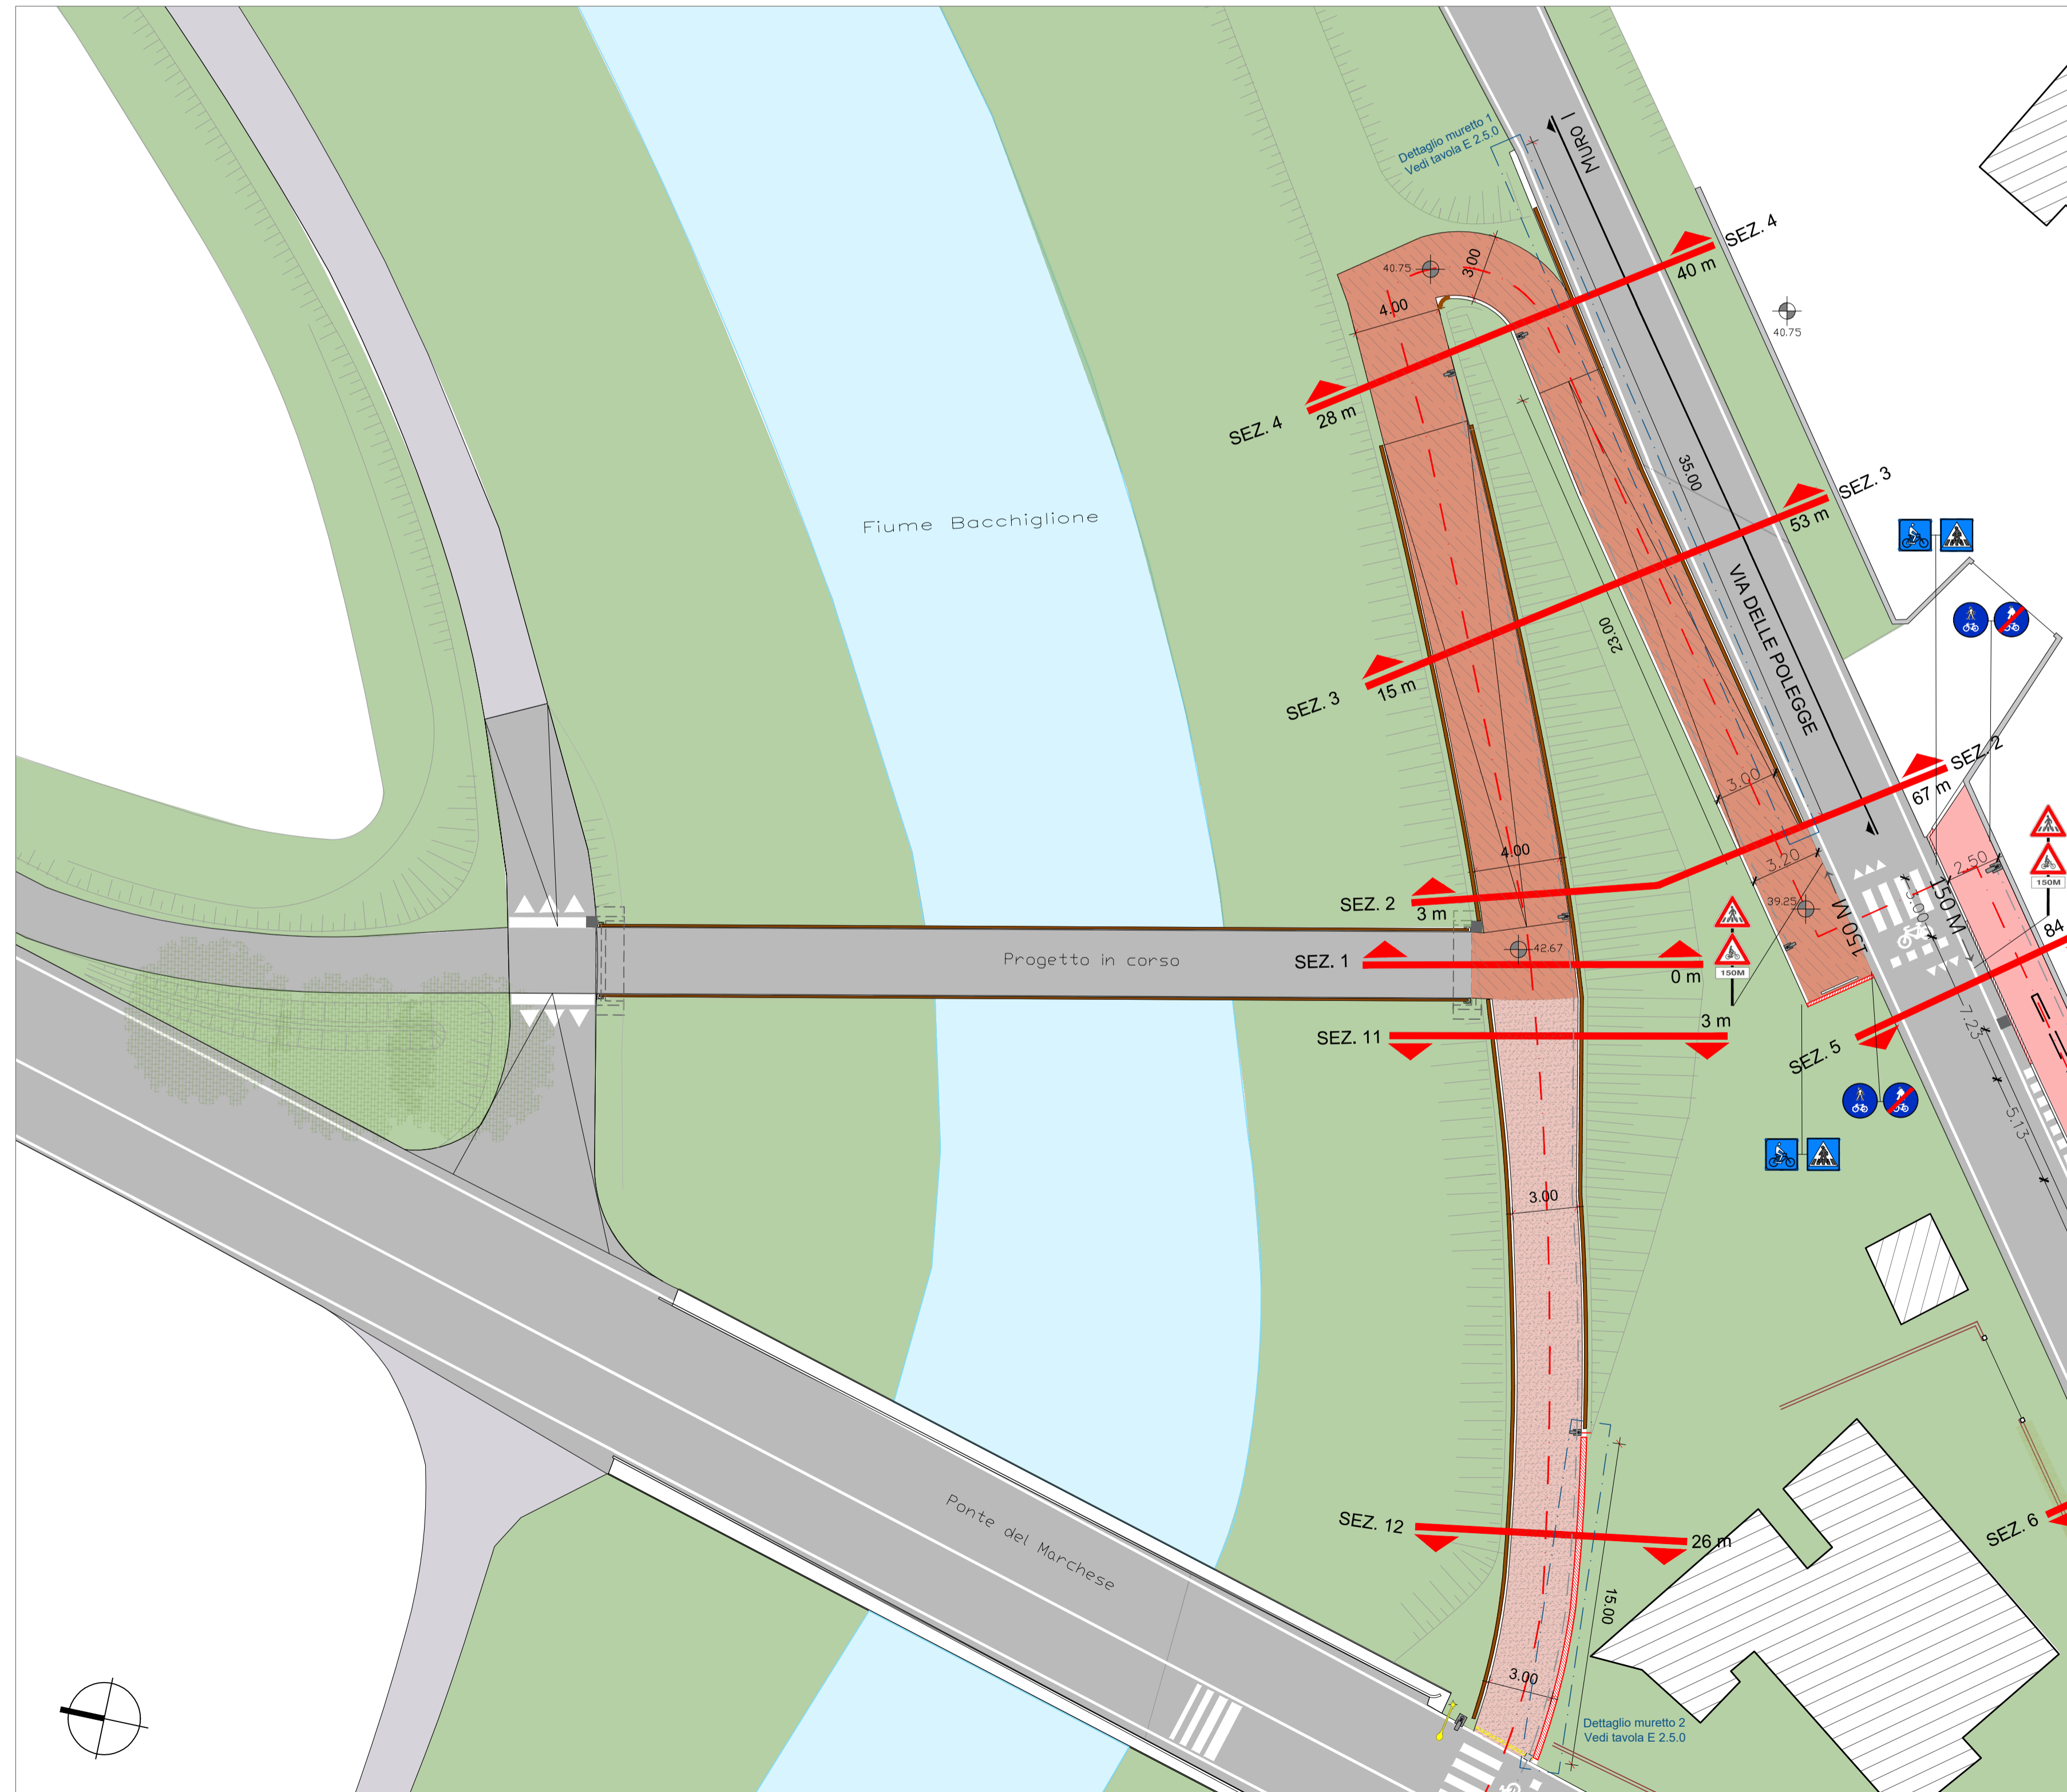 Dettaglio muretto 1
Vedi tavola E 2.5.0
MURO 1
SEZ. 4
40 m
40.75
3.00
4.00
40.75
28 m
SEZ. 4
35.00
SEZ. 3
53 m
Fiume Bacchiglione
23.00
VIA DELLE POLEGGE
SEZ. 3
15 m
SEZ. 2
67 m
3.00
4.00
3.20
2.50
150M
SEZ. 2
3 m
39.25
150 M
3.00
150 M
84
Progetto in corso
SEZ. 1
42.67
0 m
150M
SEZ. 11
3 m
SEZ. 5
7.23
5.13
3.00
Ponte del Marchese
SEZ. 12
26 m
SEZ. 6
15.00
3.00
Dettaglio muretto 2
Vedi tavola E 2.5.0